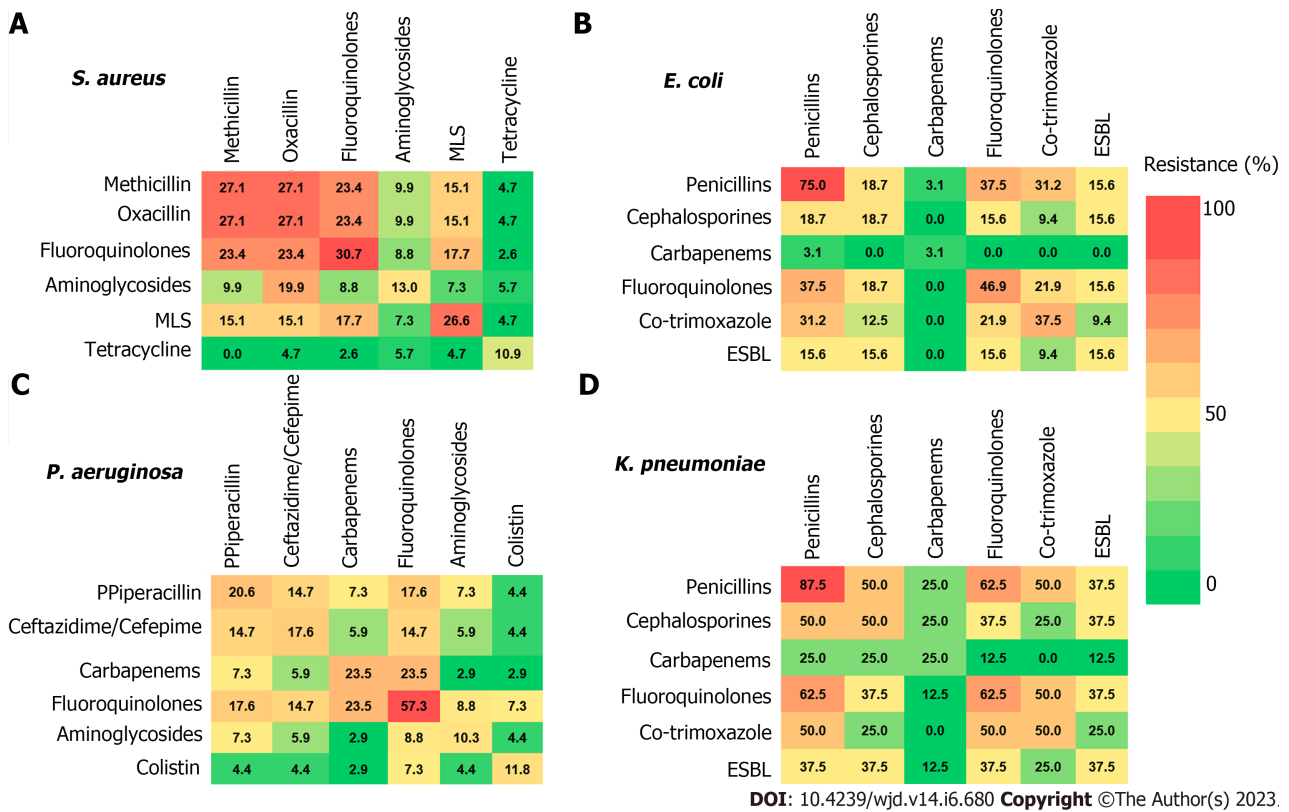 A
S. aureus
Methicillin Oxacillin Fluoroquinolones Aminoglycosides MLS Tetracycline
Methicillin 27.1 27.1 23.4 9.9 15.1 4.7
Oxacillin 27.1 27.1 23.4 9.9 15.1 4.7
Fluoroquinolones 23.4 23.4 30.7 8.8 17.7 2.6
Aminoglycosides 9.9 19.9 8.8 13.0 7.3 5.7
MLS 15.1 15.1 17.7 7.3 26.6 4.7
Tetracycline 0.0 4.7 2.6 5.7 4.7 10.9
B
E. coli
Penicillins Cephalosporines Carbapenems Fluoroquinolones Co-trimoxazole ESBL
Penicillins 75.0 18.7 3.1 37.5 31.2 15.6
Cephalosporines 18.7 18.7 0.0 15.6 9.4 15.6
Carbapenems 3.1 0.0 3.1 0.0 0.0 0.0
Fluoroquinolones 37.5 18.7 0.0 46.9 21.9 15.6
Co-trimoxazole 31.2 12.5 0.0 21.9 37.5 9.4
ESBL 15.6 15.6 0.0 15.6 9.4 15.6
Resistance (%)
100
50
0
C
P. aeruginosa
PPiperacillin Ceftazidime/Cefepime Carbapenems Fluoroquinolones Aminoglycosides Colistin
PPiperacillin 20.6 14.7 7.3 17.6 7.3 4.4
Ceftazidime/Cefepime 14.7 17.6 5.9 14.7 5.9 4.4
Carbapenems 7.3 5.9 23.5 23.5 2.9 2.9
Fluoroquinolones 17.6 14.7 23.5 57.3 8.8 7.3
Aminoglycosides 7.3 5.9 2.9 8.8 10.3 4.4
Colistin 4.4 4.4 2.9 7.3 4.4 11.8
D
K. pneumoniae
Penicillins Cephalosporines Carbapenems Fluoroquinolones Co-trimoxazole ESBL
Penicillins 87.5 50.0 25.0 62.5 50.0 37.5
Cephalosporines 50.0 50.0 25.0 37.5 25.0 37.5
Carbapenems 25.0 25.0 25.0 12.5 0.0 12.5
Fluoroquinolones 62.5 37.5 12.5 62.5 50.0 37.5
Co-trimoxazole 50.0 25.0 0.0 50.0 50.0 25.0
ESBL 37.5 37.5 12.5 37.5 25.0 37.5
DOI: 10.4239/wjd.v14.i6.680 Copyright ©The Author(s) 2023.